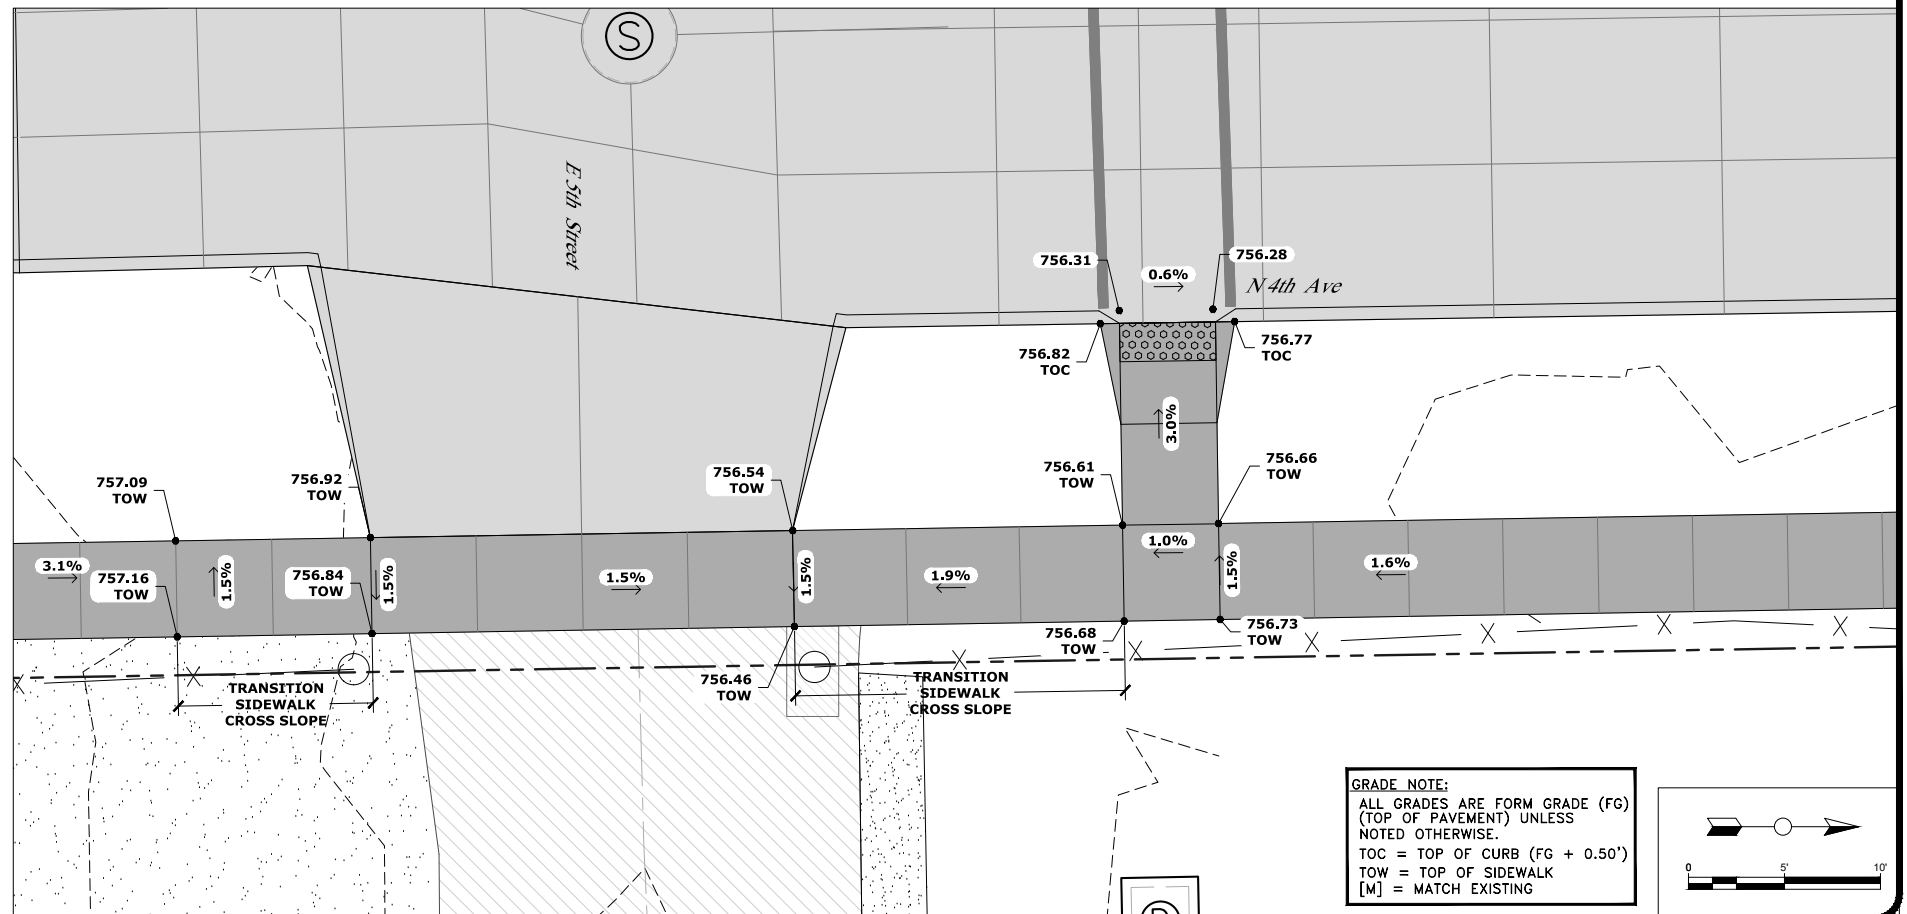 S
E 5th Street
756.31
756.28
0.6%
N 4th Ave
756.82
TOC
756.77
TOC
3.0%
757.09
TOW
756.92
TOW
756.54
TOW
756.61
TOW
756.66
TOW
3.1%
757.16
TOW
1.5%
756.84
TOW
1.5%
1.5%
1.5%
1.9%
1.0%
1.5%
1.6%
756.68
TOW
756.73
TOW
756.46
TOW
X
X
X
X
X
X
X
X
TRANSITION
SIDEWALK
CROSS SLOPE
TRANSITION
SIDEWALK
CROSS SLOPE
GRADE NOTE:
ALL GRADES ARE FORM GRADE (FG)
(TOP OF PAVEMENT) UNLESS
NOTED OTHERWISE.
TOC = TOP OF CURB (FG + 0.50')
TOW = TOP OF SIDEWALK
[M] = MATCH EXISTING
0 5' 10'